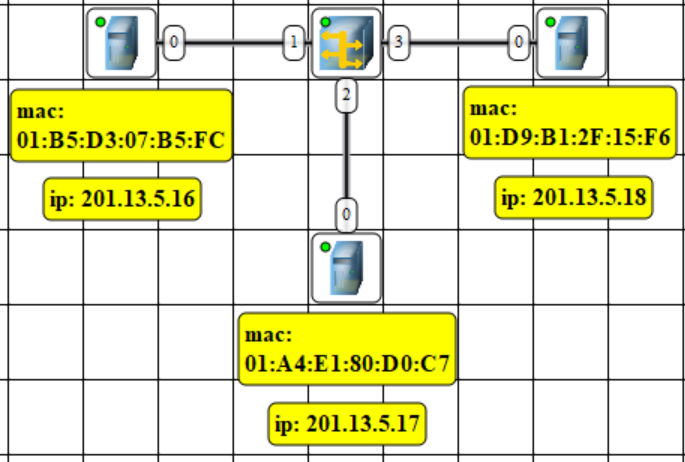 0 1 3 0
2
mac:
01:B5:D3:07:B5:FC
mac:
01:D9:B1:2F:15:F6
ip: 201.13.5.16
ip: 201.13.5.18
0
mac:
01:A4:E1:80:D0:C7
ip: 201.13.5.17